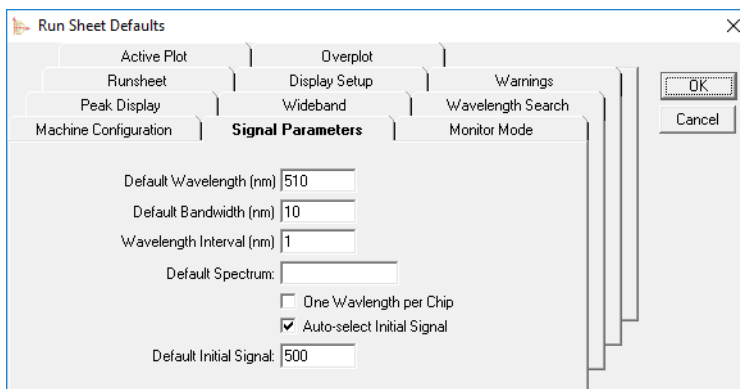 Run Sheet Defaults
Active Plot Overplot
Runsheet Display Setup Warnings
OK
Peak Display Wideband Wavelength Search
Cancel
Machine Configuration Signal Parameters Monitor Mode
Default Wavelength (nm) 510
Default Bandwidth (nm) 10
Wavelength Interval (nm) 1
Default Spectrum:
One Wavlength per Chip
Auto-select Initial Signal
Default Initial Signal: 500